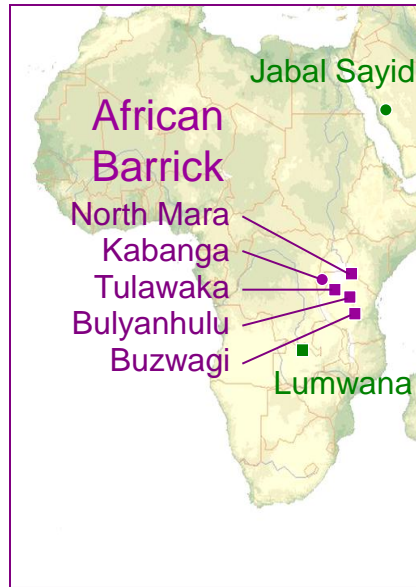 Jabal Sayid
African
Barrick
North Mara
Kabanga
Tulawaka
Bulyanhulu
Buzwagi
Lumwana